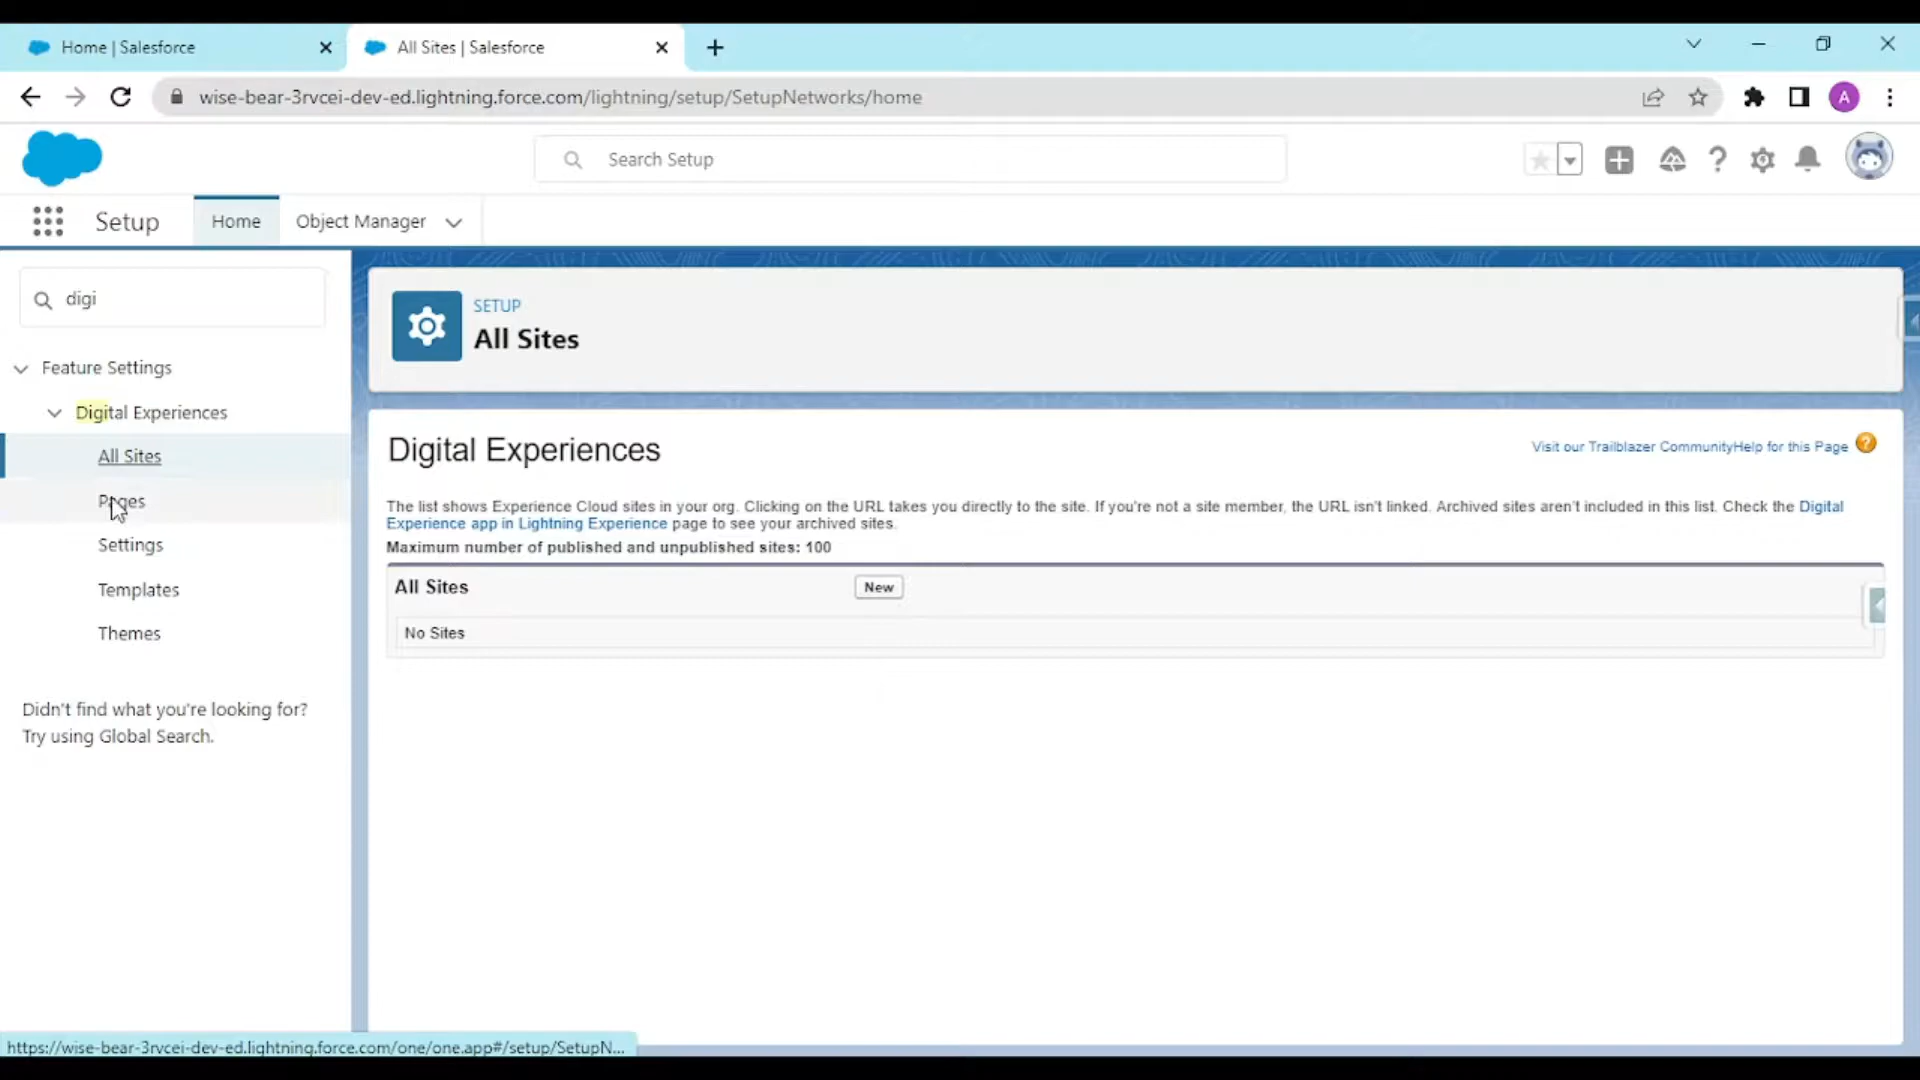 Home | Salesforce
All Sites | Salesforce
wise-bear-3rvcei-dev-ed.lightning.force.com/lightning/setup/SetupNetworks/home
A
Search Setup
Setup
Home
Object Manager
digi
Feature Settings
Digital Experiences
All Sites
Pages
Settings
Templates
Themes
Didn't find what you're looking for?
Try using Global Search.
SETUP
All Sites
Digital Experiences
Visit our Trailblazer CommunityHelp for this Page ?
The list shows Experience Cloud sites in your org. Clicking on the URL takes you directly to the site. If you're not a site member, the URL isn't linked. Archived sites aren't included in this list. Check the Digital
Experience app in Lightning Experience page to see your archived sites.
Maximum number of published and unpublished sites: 100
All Sites
New
No Sites
https://wise-bear-3rvcei-dev-ed.lightning.force.com/one/one.app#/setup/SetupN...